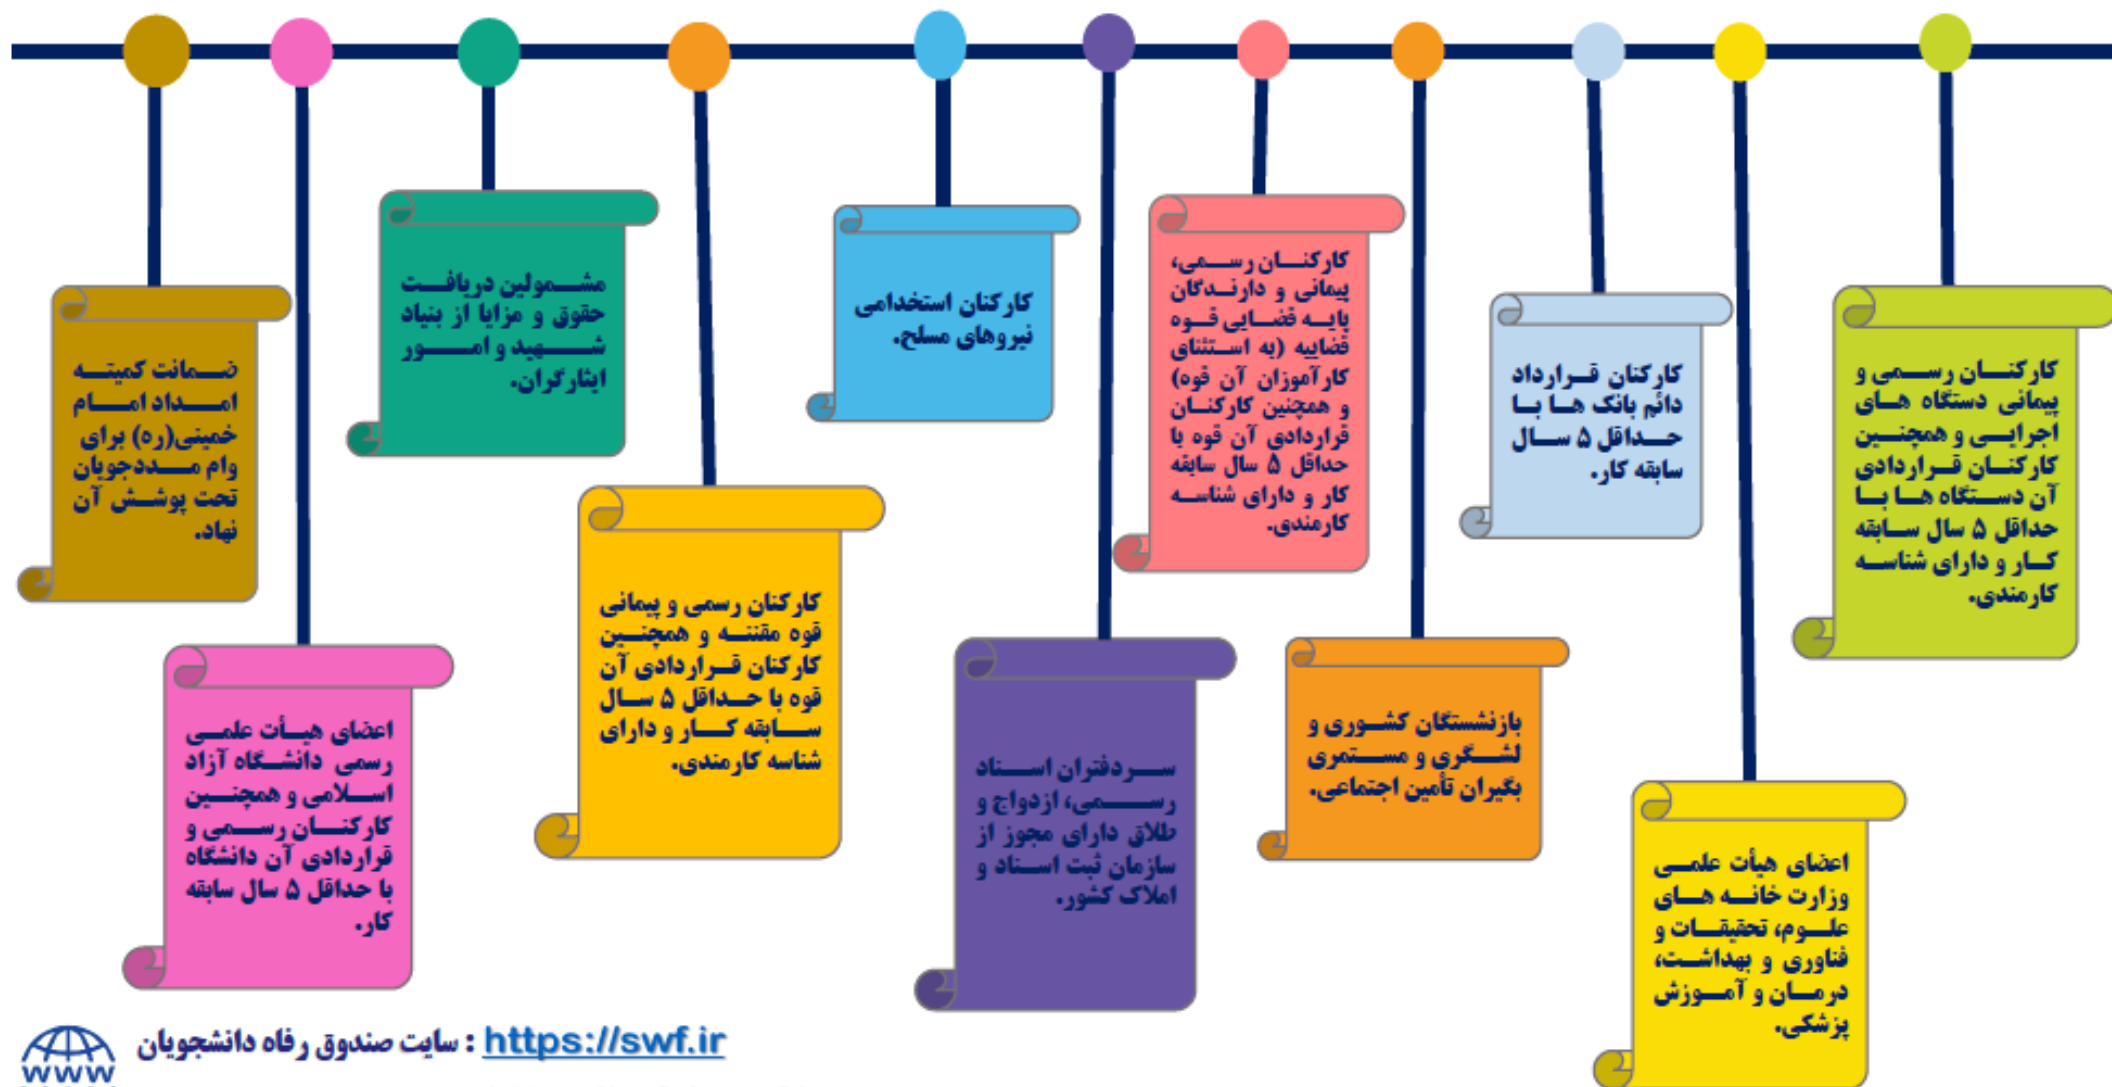 کارکنان رسمی و
پیمانی دستگاه های
اجرایی و همچنین
کارکنان قراردادی
آن دستگاه ها با
حداقل ۵ سال سابقه
کار و دارای شناسه
کارمندی.
اعضای هیأت علمی
وزارت خانه های
علوم، تحقیقات و
فناوری و بهداشت،
درمان و آموزش
پزشکی.
کارکنان قرارداد
دائم بانک ها با
حداقل ۵ سال
سابقه کار.
بازنشستگان کشوری و
لشگری و مستمری
بگیران تأمین اجتماعی.
کارکنان رسمی،
پیمانی و دارندگان
پایه قضایی قوه
قضاییه (به استثنای
کارآموزان آن قوه)
و همچنین کارکنان
قراردادی آن قوه با
حداقل ۵ سال سابقه
کار و دارای شناسه
کارمندی.
سردفتران اسناد
رسمی، ازدواج و
طلاق دارای مجوز از
سازمان ثبت اسناد و
املاک کشور.
کارکنان استخدامی
نیروهای مسلح.
کارکنان رسمی و پیمانی
قوه مقننه و همچنین
کارکنان قراردادی آن
قوه با حداقل ۵ سال
سابقه کار و دارای
شناسه کارمندی.
مشمولین دریافت
حقوق و مزایا از بنیاد
شهید و امور
ایثارگران.
اعضای هیأت علمی
رسمی دانشگاه آزاد
اسلامی و همچنین
کارکنان رسمی و
قراردادی آن دانشگاه
با حداقل ۵ سال سابقه
کار.
ضمانت کمیته
امداد امام
خمینی(ره) برای
وام مددجویان
تحت پوشش آن
نهاد.
سایت صندوق رفاه دانشجویان : https://swf.ir
www